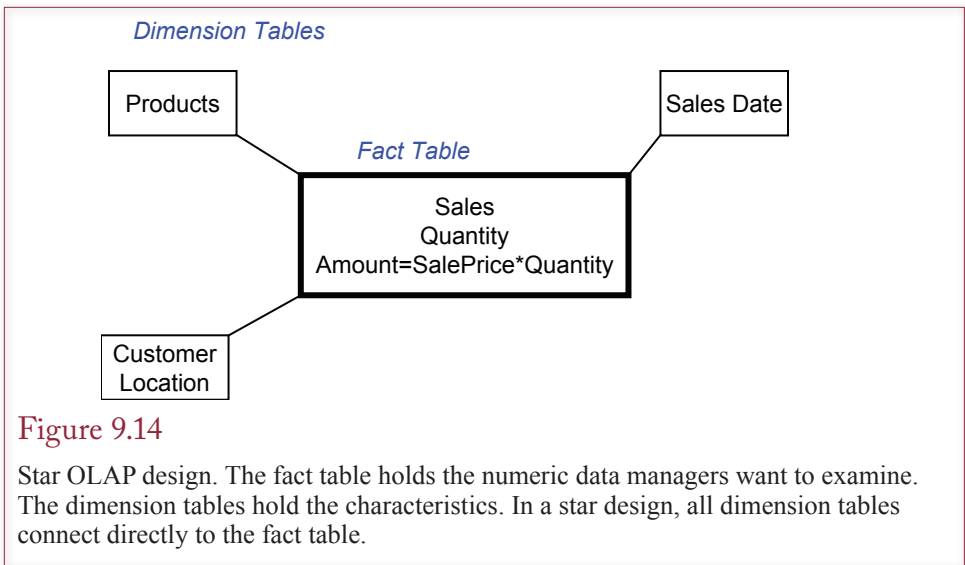 Dimension Tables
Products
Sales Date
Fact Table
Sales
Quantity
Amount=SalePrice*Quantity
Customer
Location
Figure 9.14
Star OLAP design. The fact table holds the numeric data managers want to examine.
The dimension tables hold the characteristics. In a star design, all dimension tables
connect directly to the fact table.